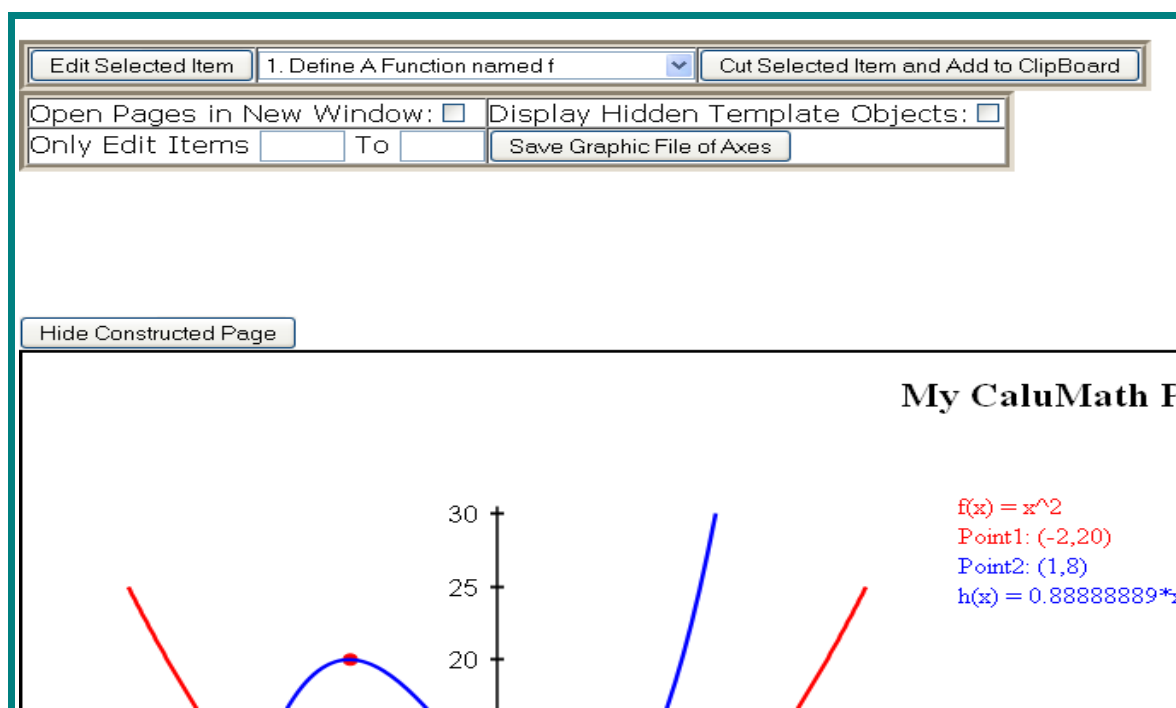 Edit Selected Item 1. Define A Function named f Cut Selected Item and Add to ClipBoard
Open Pages in New Window: Display Hidden Template Objects:
Only Edit Items To Save Graphic File of Axes
Hide Constructed Page
My CaluMath
f(x) = x^2
Point1: (-2,20)
Point2: (1,8)
h(x) = 0.88888889*
30
25
20